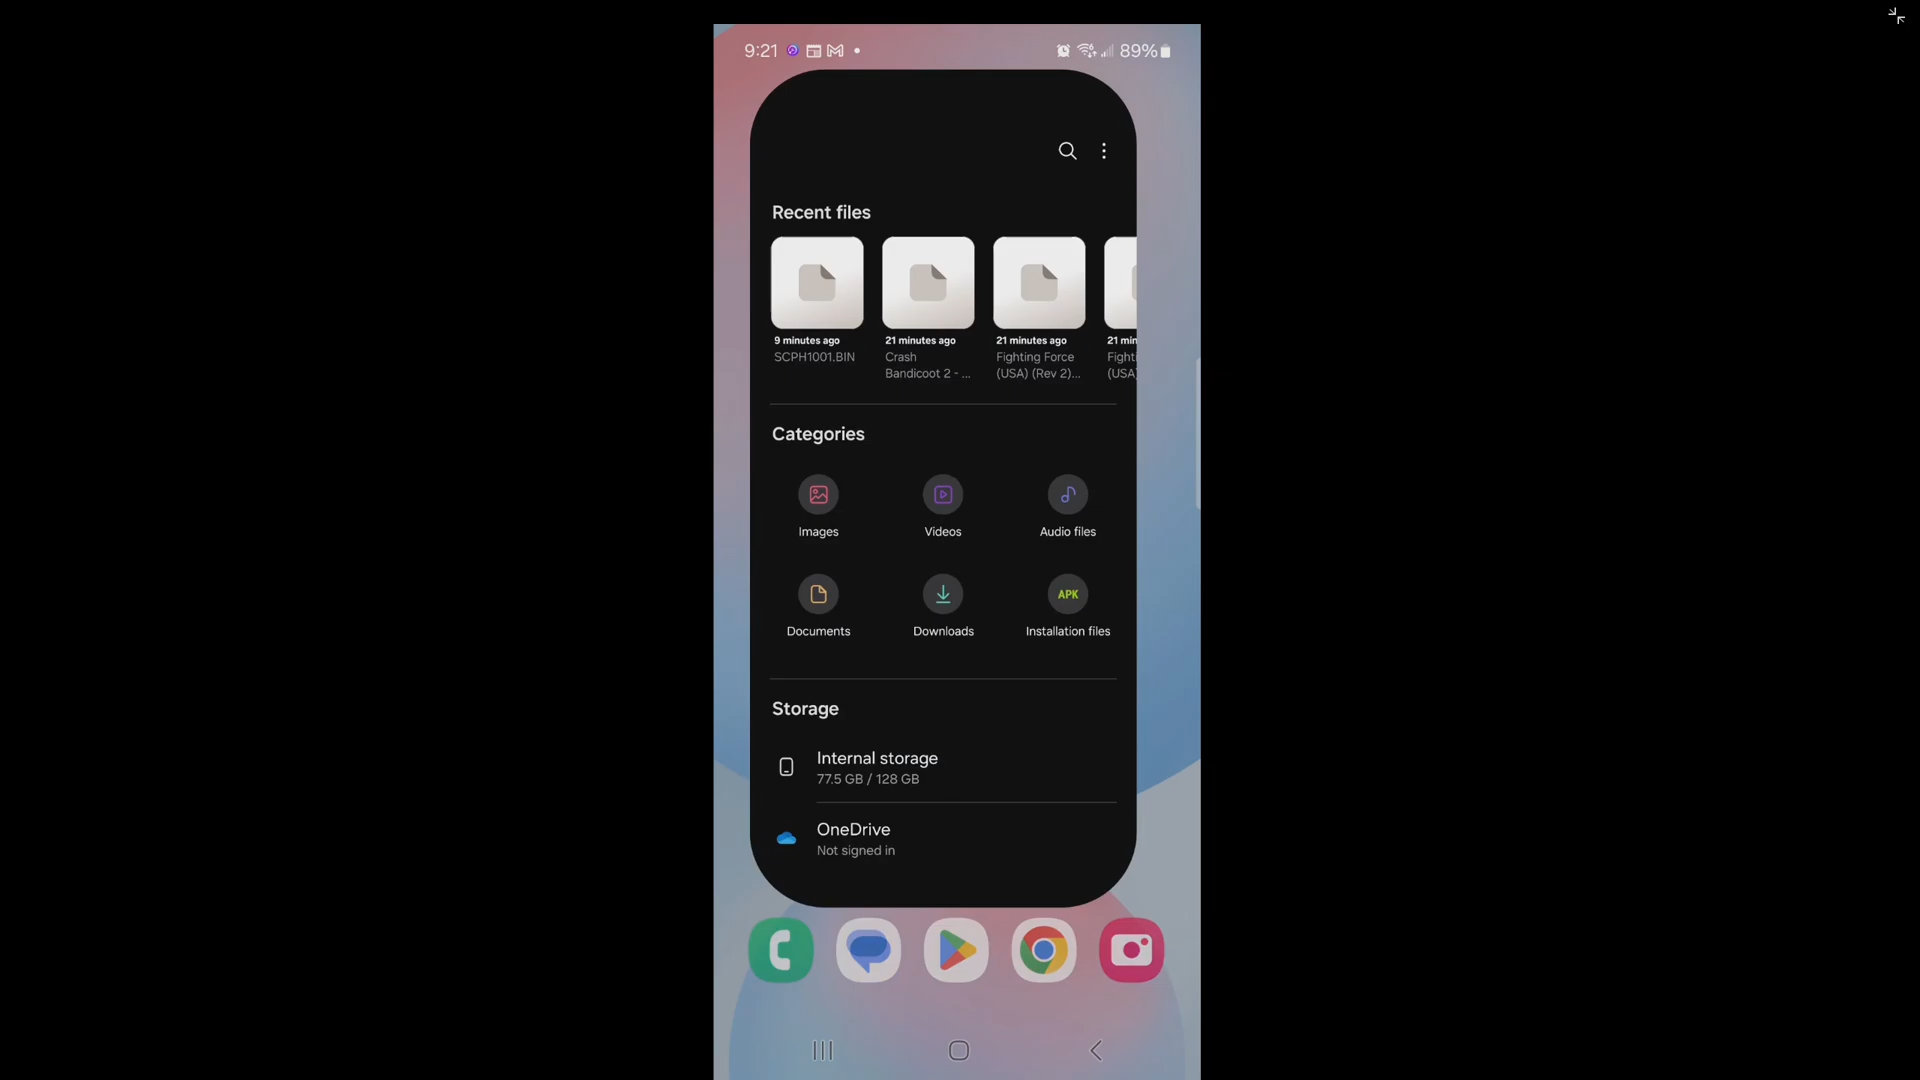 9:21
89%
Recent files
9 minutes ago
SCPH1001.BIN
21 minutes ago
Crash
Bandicoot 2 - ...
21 minutes ago
Fighting Force
(USA) (Rev 2)...
21 min
Fighti
(USA)
Categories
Images
Videos
Audio files
Documents
Downloads
APK
Installation files
Storage
Internal storage
77.5 GB / 128 GB
OneDrive
Not signed in